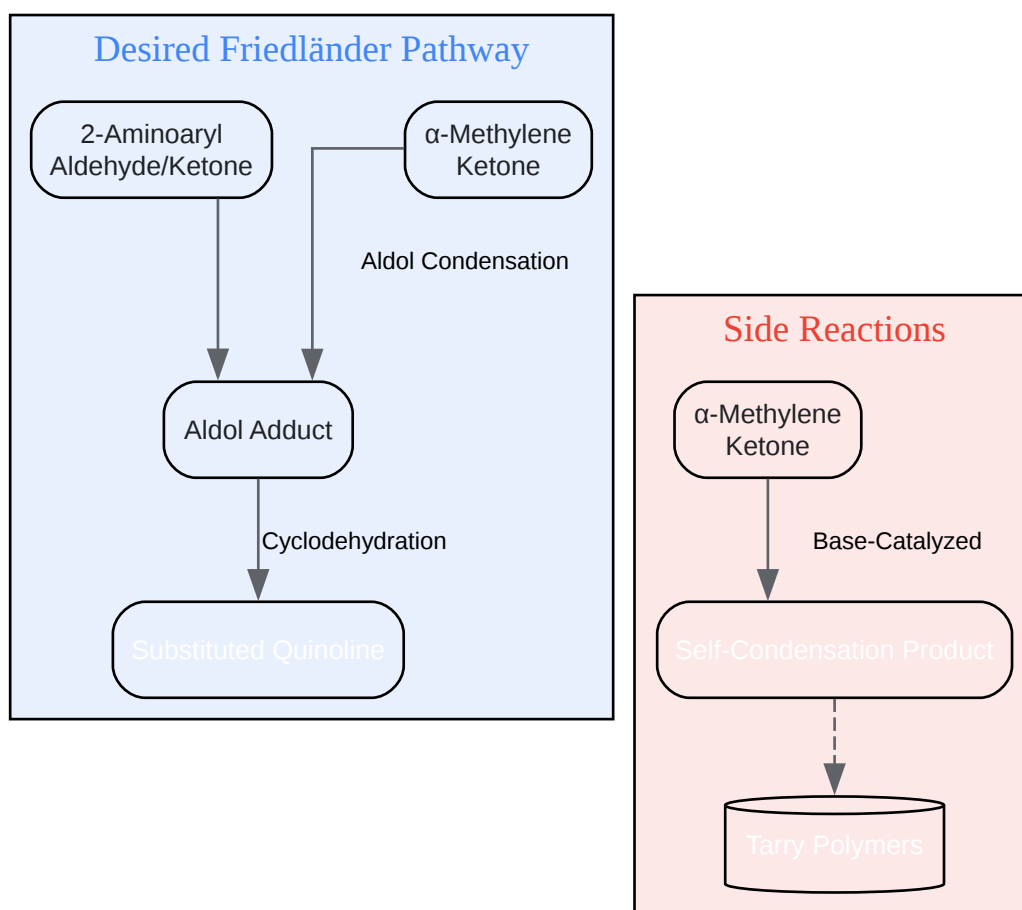 Desired Friedländer Pathway
2-Aminoaryl
Aldehyde/Ketone
α-Methylene
Ketone
Aldol Condensation
Aldol Adduct
Cyclodehydration
Substituted Quinoline
Side Reactions
α-Methylene
Ketone
Base-Catalyzed
Self-Condensation Product
Tarry Polymers